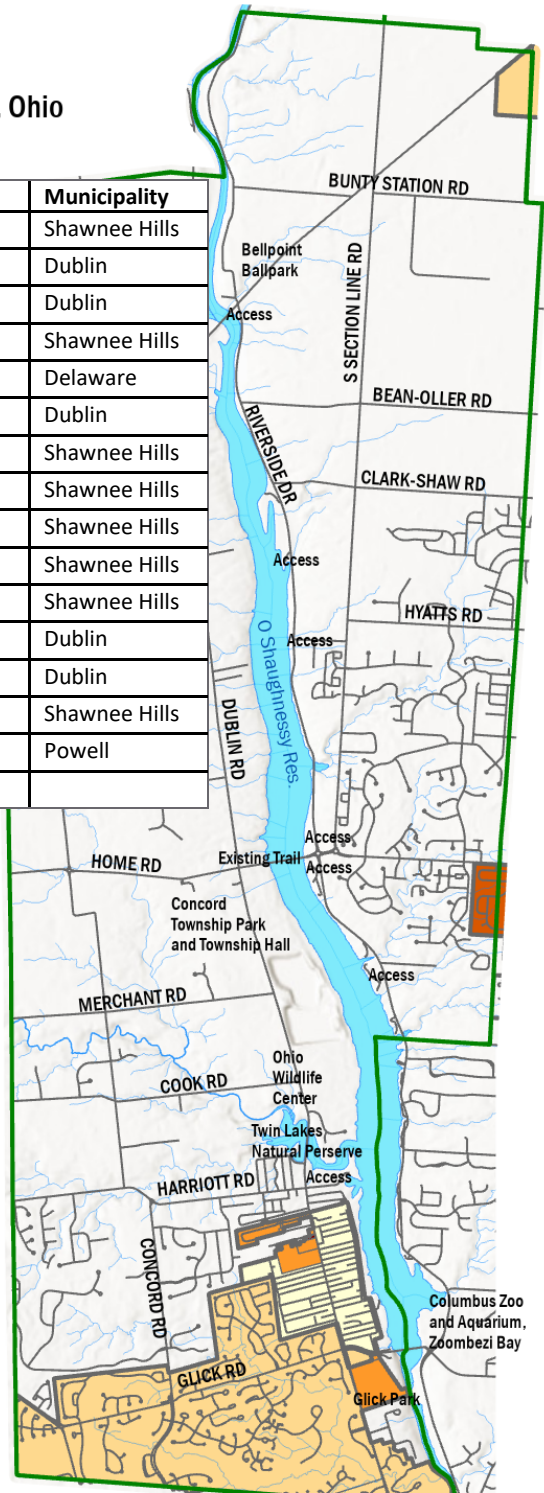 Ohio
Municipality
Shawnee Hills
Dublin
Dublin
Shawnee Hills
Delaware
Dublin
Shawnee Hills
Shawnee Hills
Shawnee Hills
Shawnee Hills
Shawnee Hills
Dublin
Dublin
Shawnee Hills
Powell
BUNTY STATION RD
Bellpoint
Ballpark
S SECTION LINE RD
Access
BEAN-OLLER RD
RIVERSIDE DR
CLARK-SHAW RD
Access
HYATTS RD
Access
O Shaughnessy Res.
DUBLIN RD
Access
HOME RD
Existing Trail
Access
Concord
Township Park
and Township Hall
Access
MERCHANT RD
Ohio
Wildlife
Center
COOK RD
Twin Lakes
Natural Perserve
HARRIOTT RD
Access
CONCORD RD
Columbus Zoo
and Aquarium,
Zoombezi Bay
GLICK RD
Glick Park